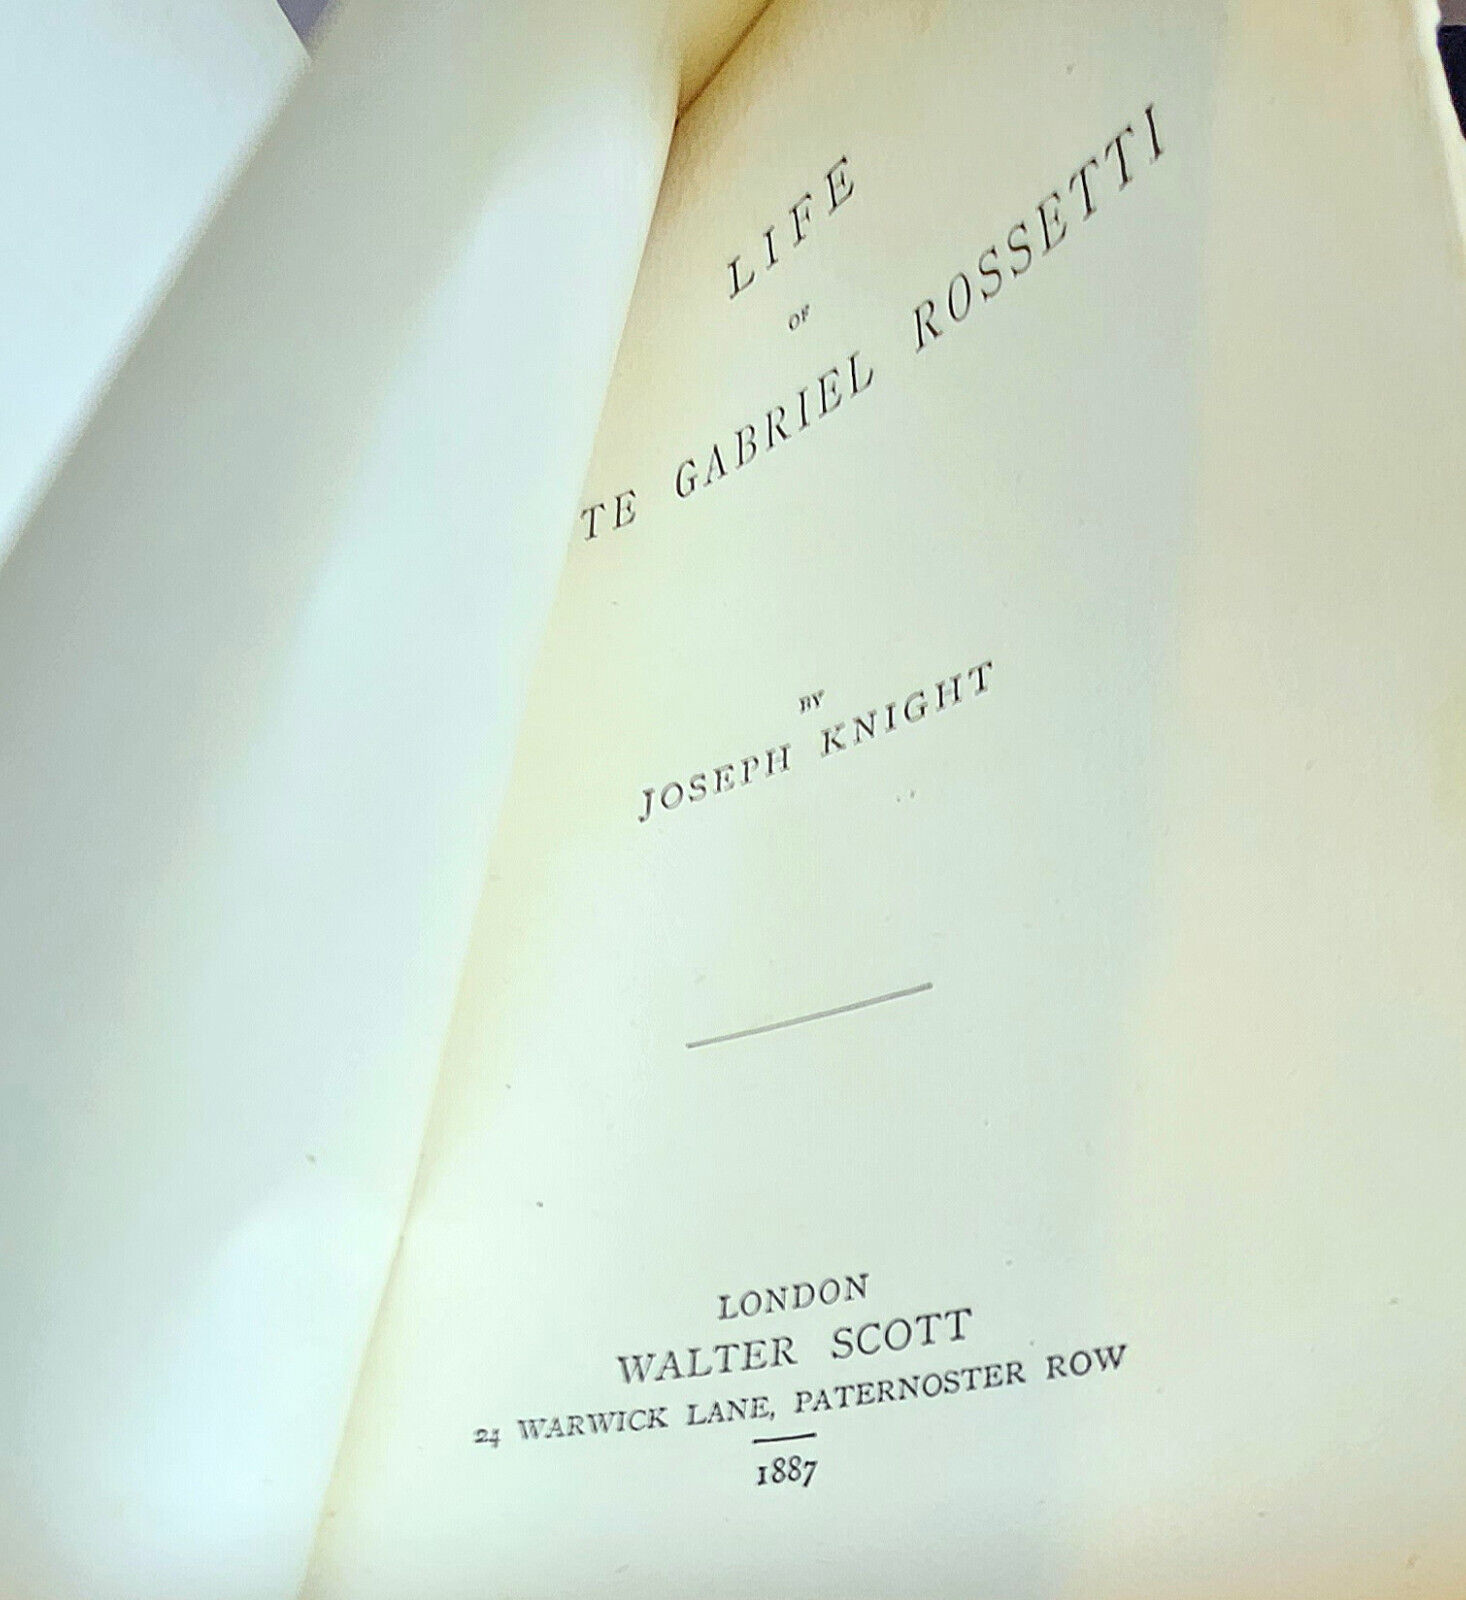 LIFE
OF
TE GABRIEL ROSSETTI
BY
JOSEPH KNIGHT
LONDON
WALTER SCOTT
24 WARWICK LANE, PATERNOSTER ROW
1887